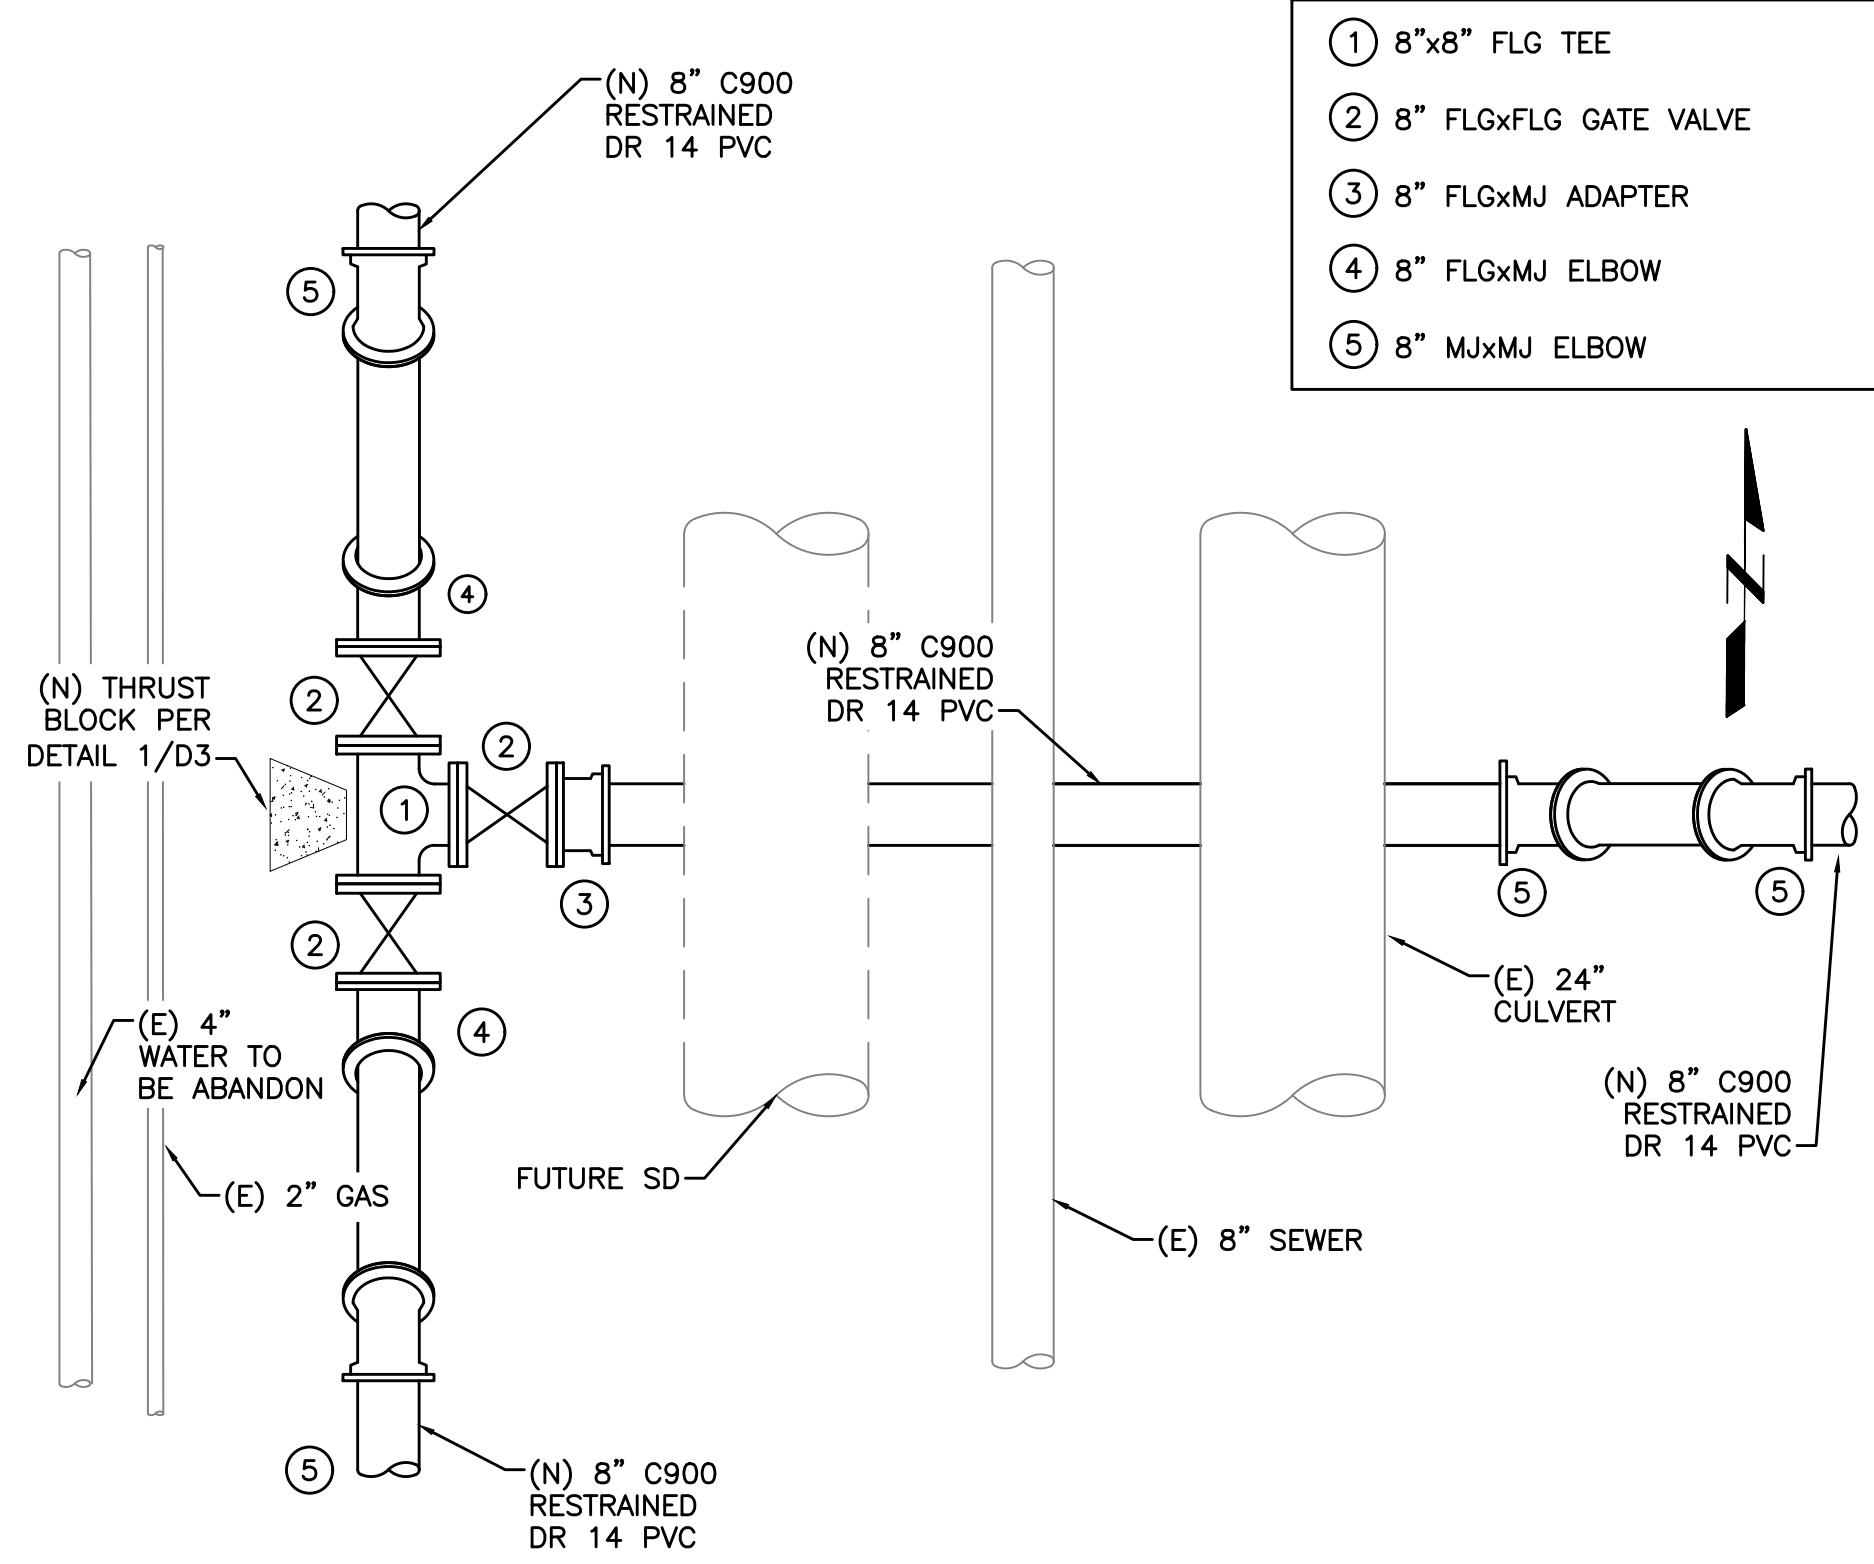 1 8”x8” FLG TEE
2 8” FLGxFLG GATE VALVE
3 8” FLGxMJ ADAPTER
4 8” FLGxMJ ELBOW
5 8” MJxMJ ELBOW
(N) 8” C900
RESTRAINED
DR 14 PVC
5
4
N
(N) 8” C900
RESTRAINED
DR 14 PVC
(N) THRUST
BLOCK PER
DETAIL 1/D3
2
2
1
3
2
5
5
(E) 24”
CULVERT
(E) 4”
WATER TO
BE ABANDON
4
(N) 8” C900
RESTRAINED
DR 14 PVC
FUTURE SD
(E) 2” GAS
(E) 8” SEWER
5
(N) 8” C900
RESTRAINED
DR 14 PVC